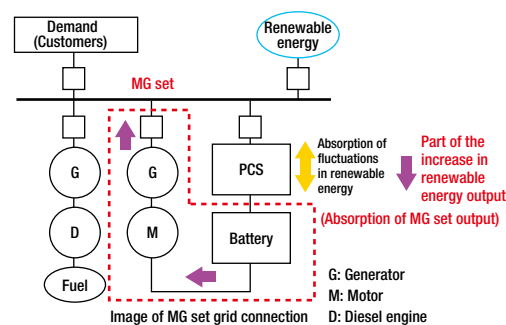 Demand
(Customers)
Renewable
energy
MG set
G
G
PCS
Absorption of
fluctuations
in renewable
energy
Part of the
increase in
renewable
energy output
(Absorption of MG set output)
D
M
Battery
Fuel
G: Generator
M: Motor
D: Diesel engine
Image of MG set grid connection